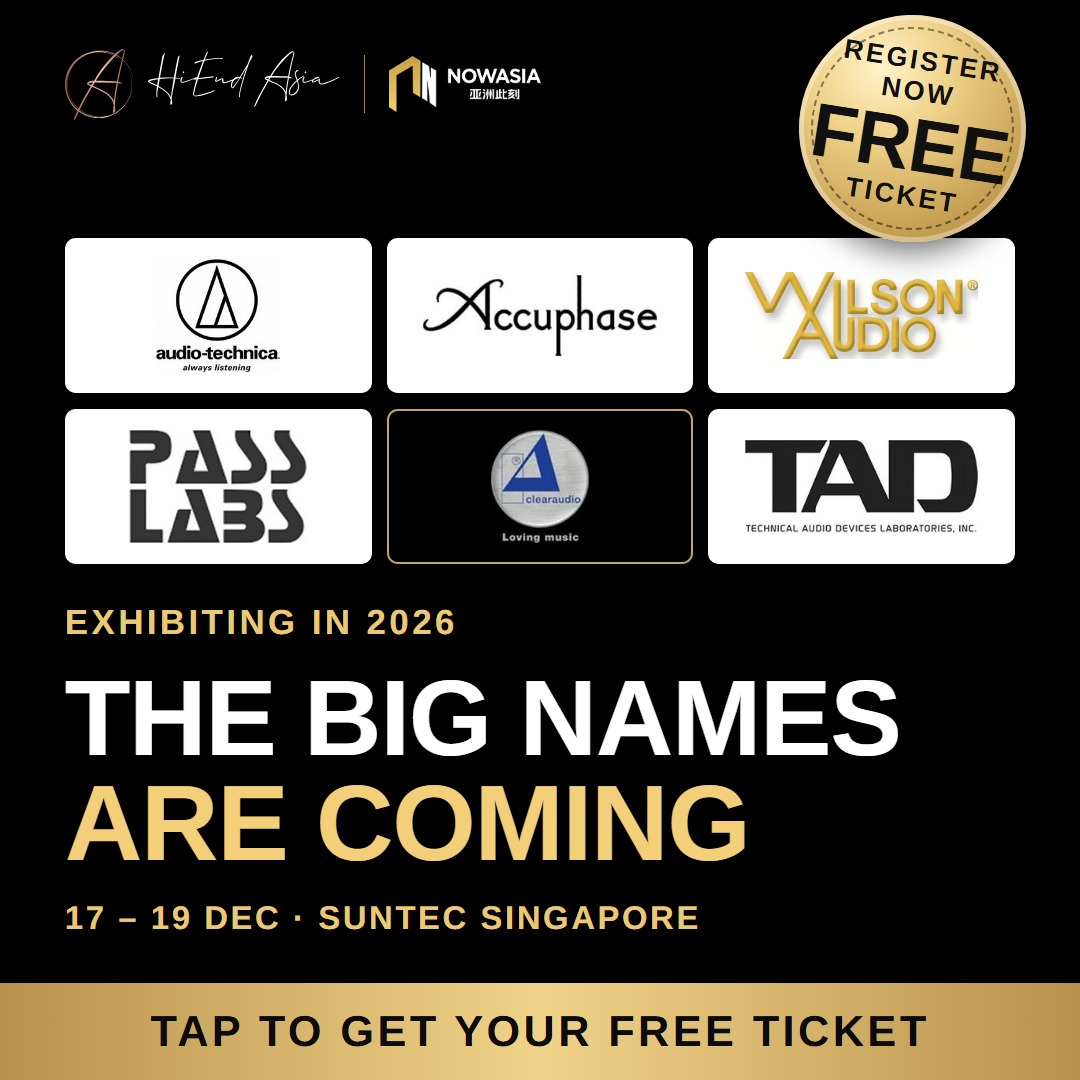 HiEnd Asia
NOWASIA
亚洲此刻
REGISTER
NOW
FREE
TICKET
audio-technica
always listening
Accuphase
WILSON®
AUDIO
PASS
LABS
®
clearaudio
Loving music
TAD
TECHNICAL AUDIO DEVICES LABORATORIES, INC.
EXHIBITING IN 2026
THE BIG NAMES
ARE COMING
17 – 19 DEC · SUNTEC SINGAPORE
TAP TO GET YOUR FREE TICKET